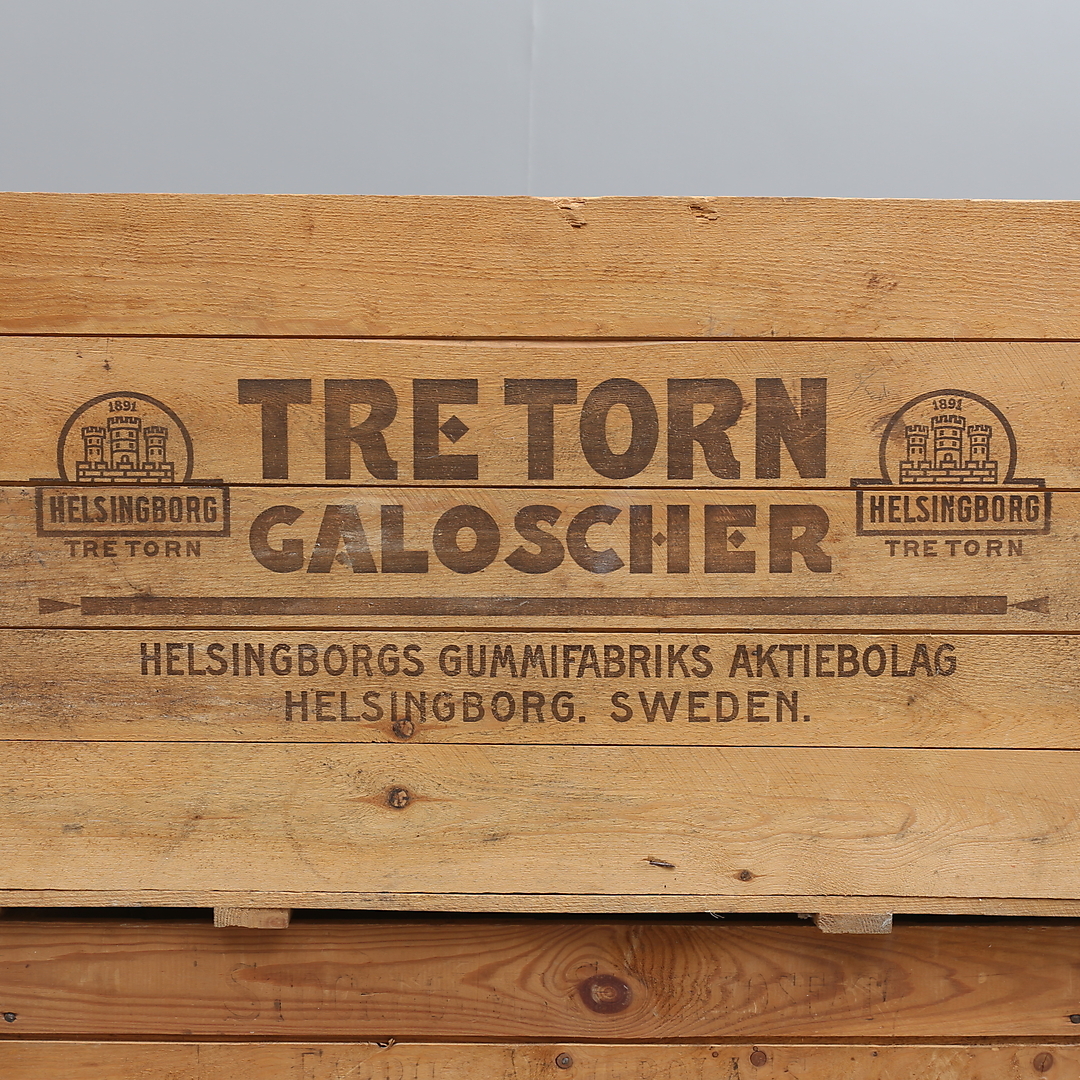 1891
HELSINGBORG
TRETORN
TRE TORN
GALOSCHER
1891
HELSINGBORG
TRETORN
HELSINGBORGS GUMMIFABRIKS AKTIEBOLAG
HELSINGBORG. SWEDEN.